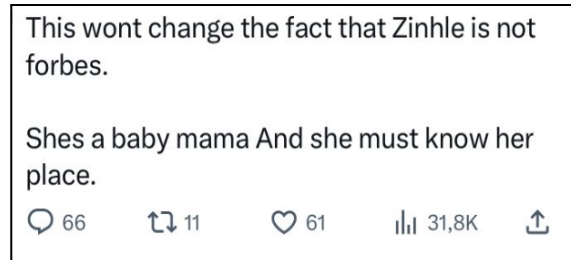 This wont change the fact that Zinhle is not
forbes.
Shes a baby mama And she must know her
place.
66 11 61 31,8K